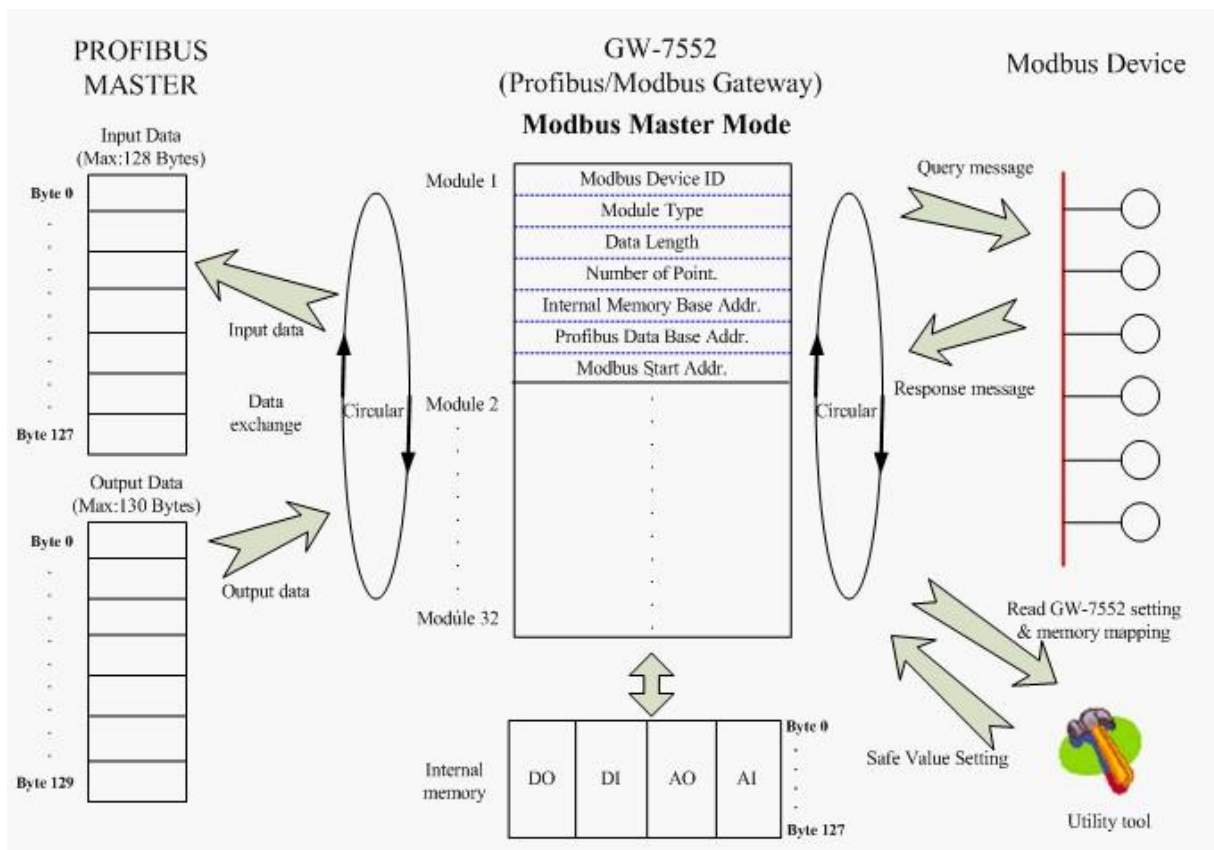 PROFIBUS
MASTER
GW-7552
(Profibus/Modbus Gateway)
Modbus Master Mode
Modbus Device
Input Data
(Max:128 Bytes)
Byte 0
Byte 127
Input data
Data
exchange
Circular
Output Data
(Max:130 Bytes)
Byte 0
Byte 129
Output data
Module 1
Modbus Device ID
Module Type
Data Length
Number of Point.
Internal Memory Base Addr.
Profibus Data Base Addr.
Modbus Start Addr.
Module 2
Module 32
Circular
Query message
Response message
Read GW-7552 setting
& memory mapping
Safe Value Setting
Utility tool
Internal
memory
DO
DI
AO
AI
Byte 0
Byte 127